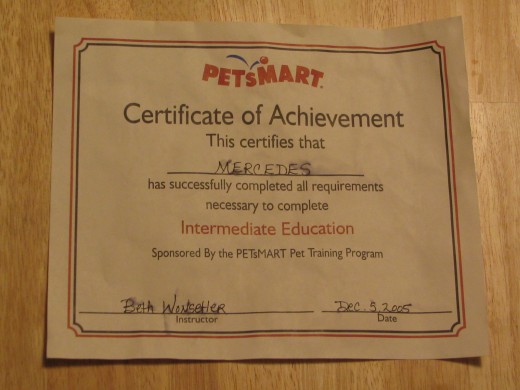 PETSMART
Certificate of Achievement
This certifies that
MERCEDES
has successfully completed all requirements
necessary to complete
Intermediate Education
Sponsored By the PETsMART Pet Training Program
Beth Dec. 5, 2005
Instructor Date